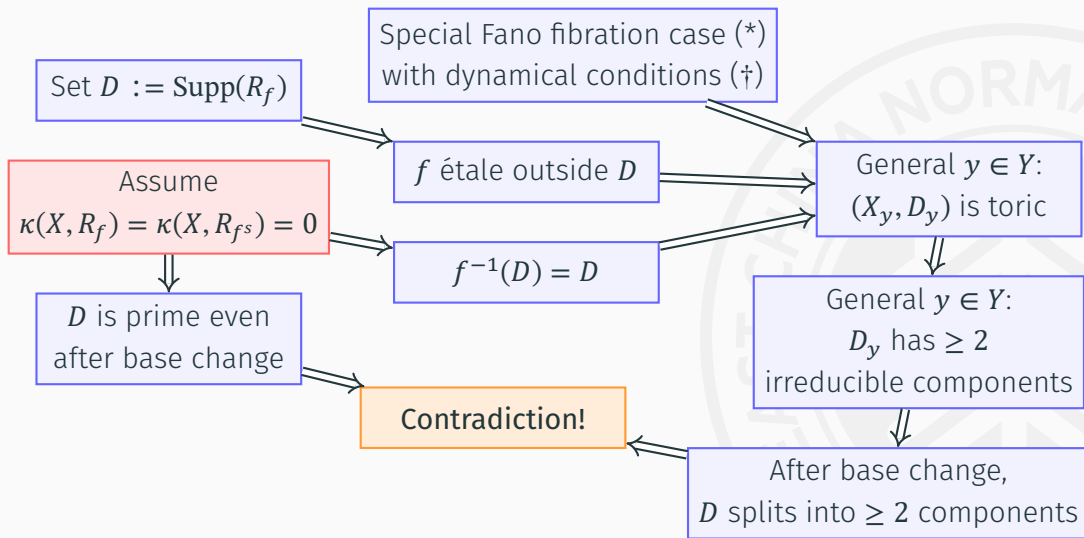 Special Fano fibration case (*)
with dynamical conditions (†)
Set D := Supp(R_f)
f étale outside D
General y ∈ Y:
(X_y, D_y) is toric
Assume
κ(X, R_f) = κ(X, R_{f^s}) = 0
f^{-1}(D) = D
D is prime even
after base change
General y ∈ Y:
D_y has ≥ 2
irreducible components
Contradiction!
After base change,
D splits into ≥ 2 components